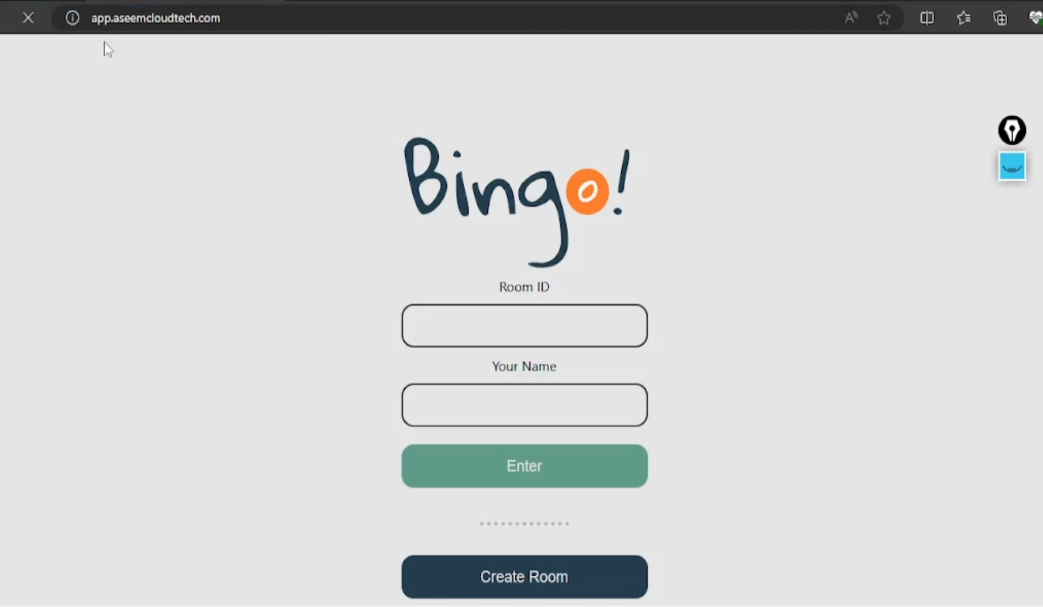 app.aseemcloudtech.com
Bingo!
Room ID
Your Name
Enter
Create Room